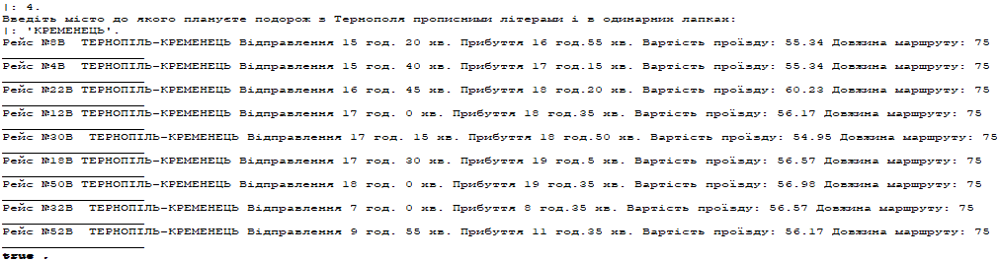 |: 4.
Введіть місто до якого плануєте подорож з Тернополя прописними літерами і в одинарних лапках:
|: 'КРЕМЕНЕЦЬ'.
Рейс №8В  ТЕРНОПІЛЬ-КРЕМЕНЕЦЬ Відправлення 15 год. 20 хв. Прибуття 16 год.55 хв. Вартість проїзду: 55.34 Довжина маршруту: 75
__________________
Рейс №4В  ТЕРНОПІЛЬ-КРЕМЕНЕЦЬ Відправлення 15 год. 40 хв. Прибуття 17 год.15 хв. Вартість проїзду: 55.34 Довжина маршруту: 75
__________________
Рейс №22В  ТЕРНОПІЛЬ-КРЕМЕНЕЦЬ Відправлення 16 год. 45 хв. Прибуття 18 год.20 хв. Вартість проїзду: 60.23 Довжина маршруту: 75
__________________
Рейс №12В  ТЕРНОПІЛЬ-КРЕМЕНЕЦЬ Відправлення 17 год. 0 хв. Прибуття 18 год.35 хв. Вартість проїзду: 56.17 Довжина маршруту: 75
__________________
Рейс №30В  ТЕРНОПІЛЬ-КРЕМЕНЕЦЬ Відправлення 17 год. 15 хв. Прибуття 18 год.50 хв. Вартість проїзду: 54.95 Довжина маршруту: 75
__________________
Рейс №18В  ТЕРНОПІЛЬ-КРЕМЕНЕЦЬ Відправлення 17 год. 30 хв. Прибуття 19 год.5 хв. Вартість проїзду: 56.57 Довжина маршруту: 75
__________________
Рейс №50В  ТЕРНОПІЛЬ-КРЕМЕНЕЦЬ Відправлення 18 год. 0 хв. Прибуття 19 год.35 хв. Вартість проїзду: 56.98 Довжина маршруту: 75
__________________
Рейс №32В  ТЕРНОПІЛЬ-КРЕМЕНЕЦЬ Відправлення 7 год. 0 хв. Прибуття 8 год.35 хв. Вартість проїзду: 56.57 Довжина маршруту: 75
__________________
Рейс №52В  ТЕРНОПІЛЬ-КРЕМЕНЕЦЬ Відправлення 9 год. 55 хв. Прибуття 11 год.35 хв. Вартість проїзду: 56.17 Довжина маршруту: 75
__________________
true .